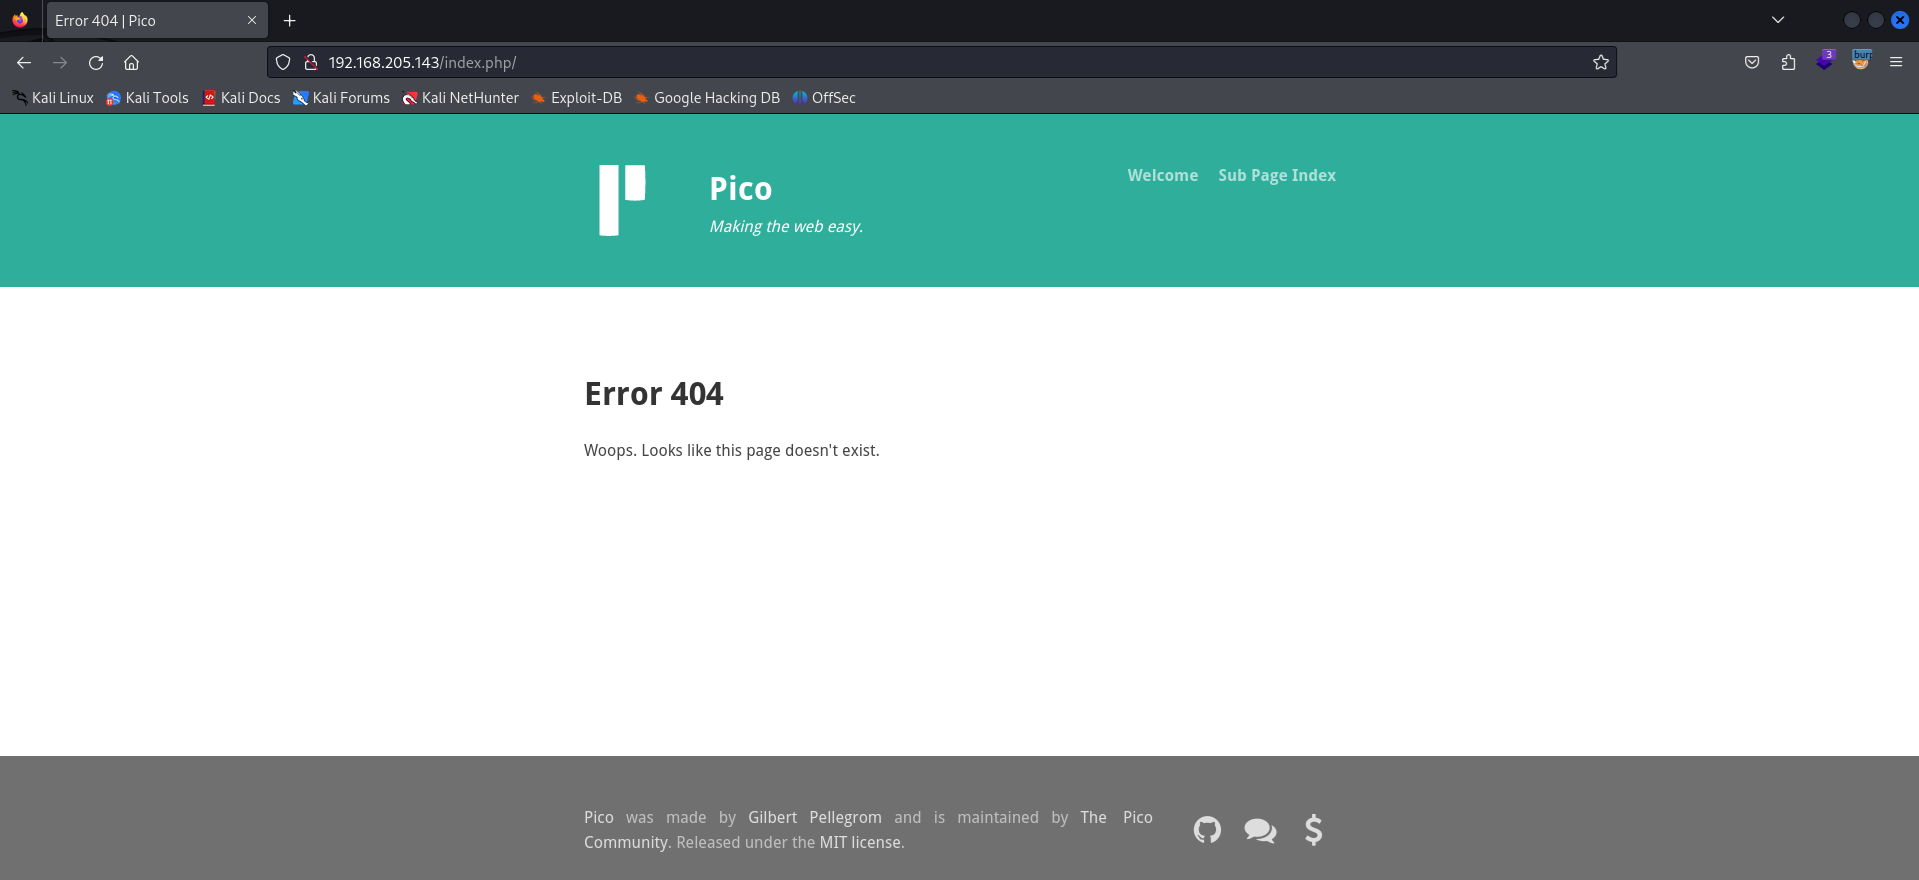 Error 404 | Pico
192.168.205.143/index.php/
3
Kali Linux Kali Tools Kali Docs Kali Forums Kali NetHunter Exploit-DB Google Hacking DB OffSec
Pico
Making the web easy.
Welcome Sub Page Index
Error 404
Woops. Looks like this page doesn't exist.
Pico was made by Gilbert Pellegrom and is maintained by The Pico
Community. Released under the MIT license.